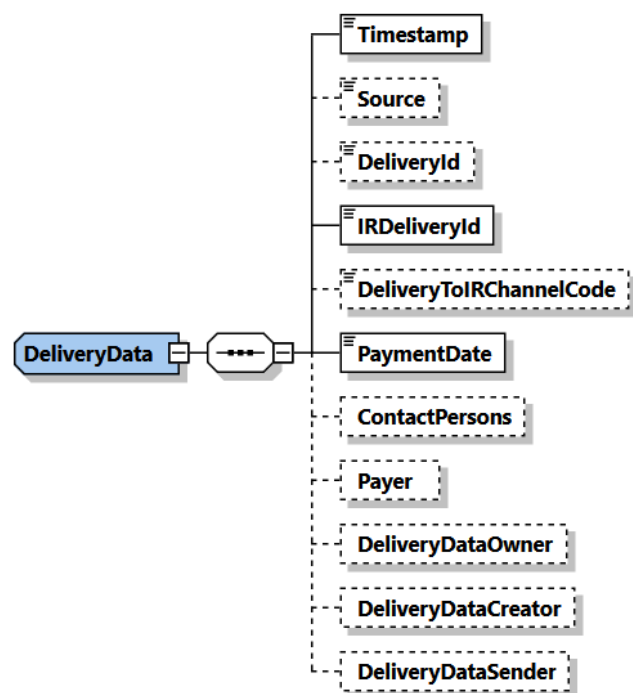 Timestamp
Source
DeliveryId
IRDeliveryId
DeliveryToIRChannelCode
DeliveryData
PaymentDate
ContactPersons
Payer
DeliveryDataOwner
DeliveryDataCreator
DeliveryDataSender